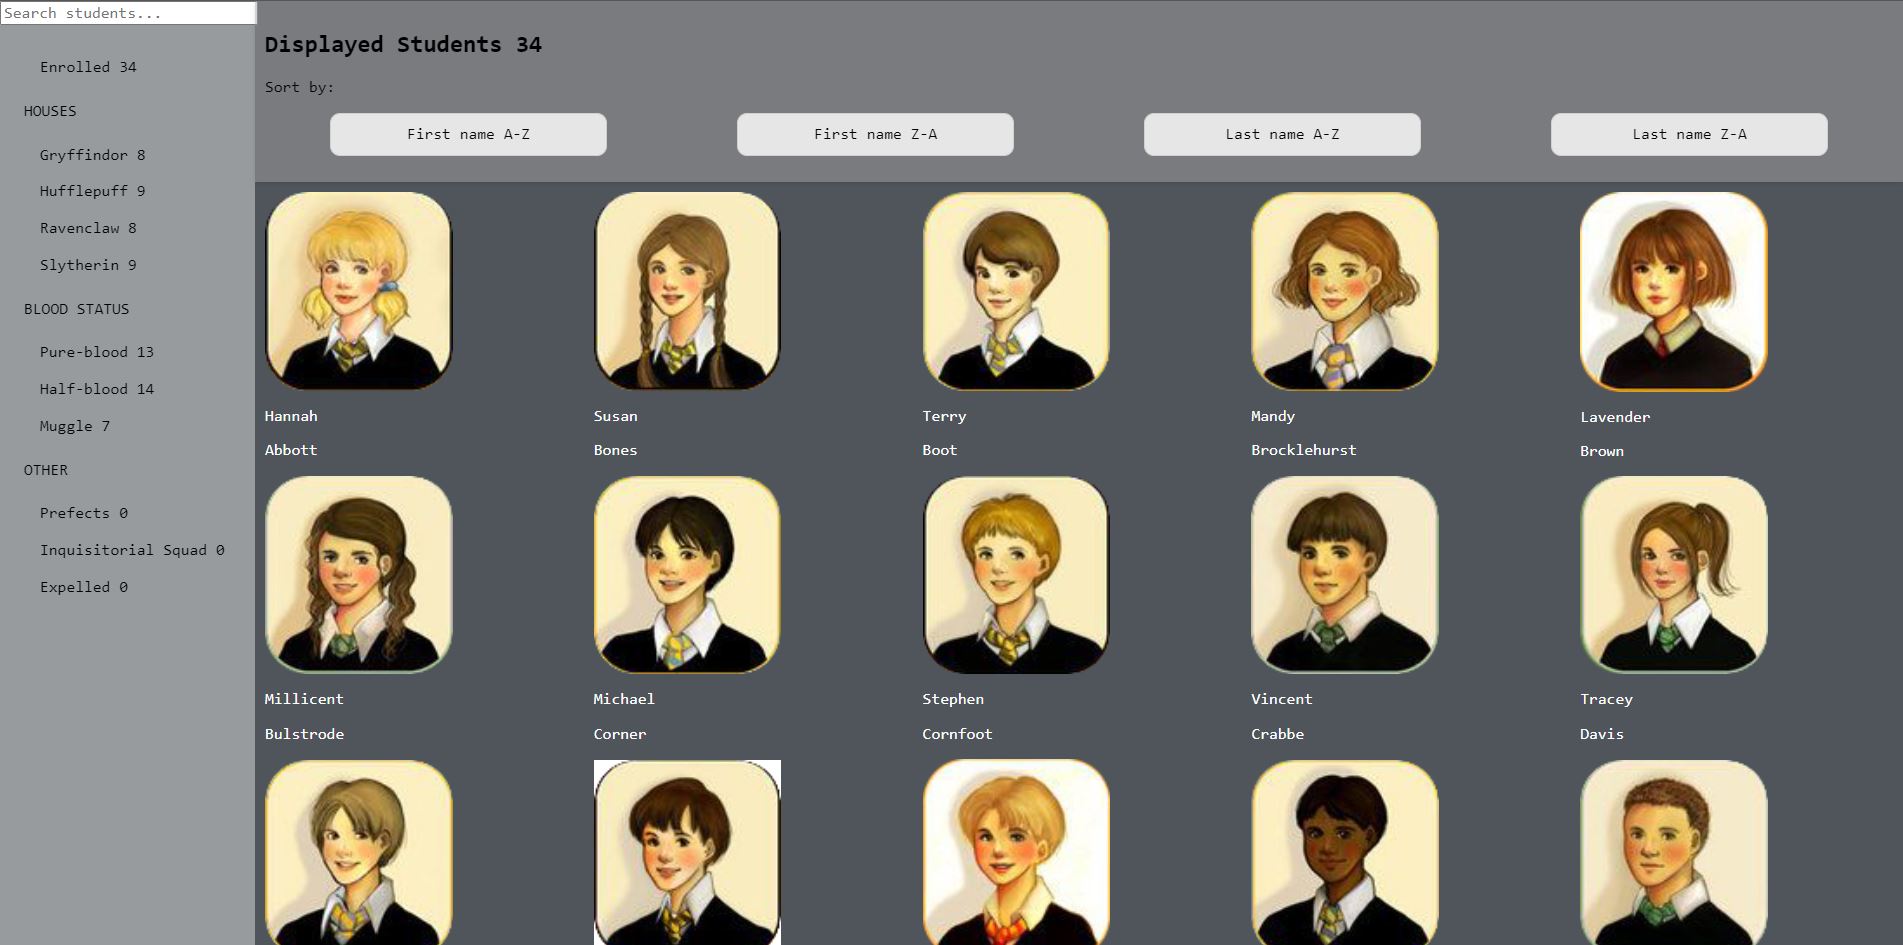 Search students...
Enrolled 34
HOUSES
Gryffindor 8
Hufflepuff 9
Ravenclaw 8
Slytherin 9
BLOOD STATUS
Pure-blood 13
Half-blood 14
Muggle 7
OTHER
Prefects 0
Inquisitorial Squad 0
Expelled 0
Displayed Students 34
Sort by:
First name A-Z
First name Z-A
Last name A-Z
Last name Z-A
Hannah
Abbott
Susan
Bones
Terry
Boot
Mandy
Brocklehurst
Lavender
Brown
Millicent
Bulstrode
Michael
Corner
Stephen
Cornfoot
Vincent
Crabbe
Tracey
Davis